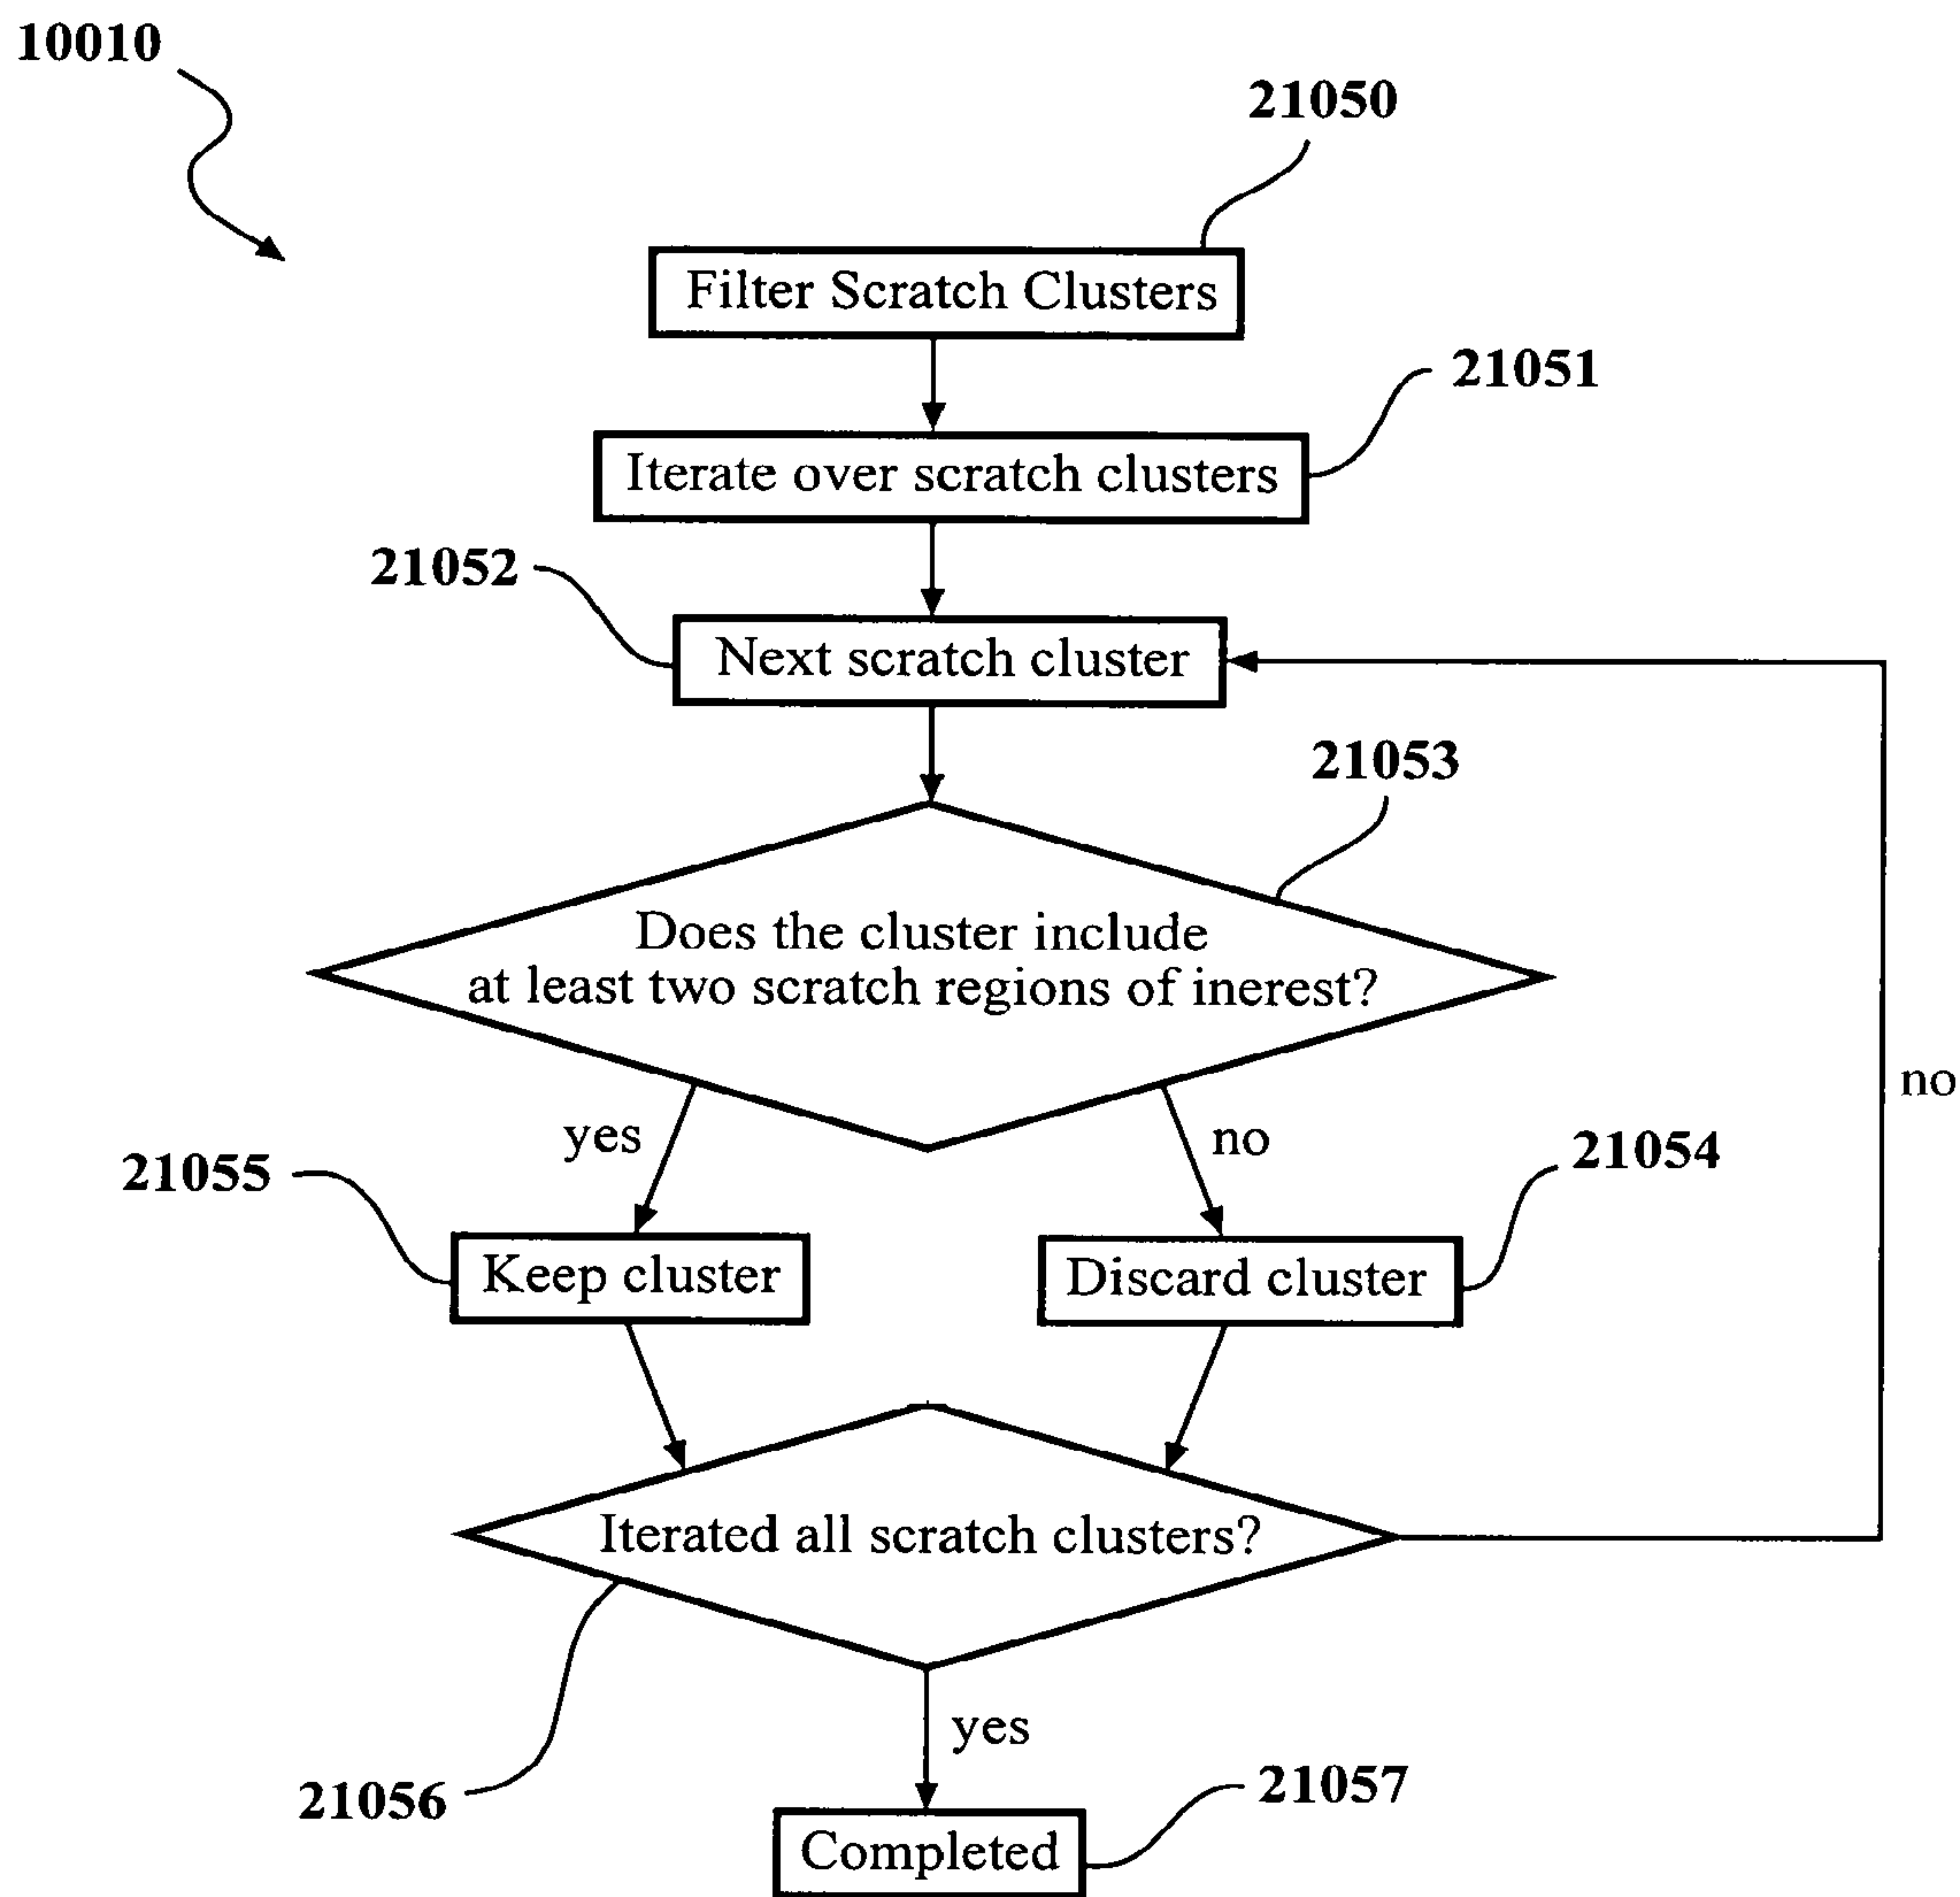 10010
21050
Filter Scratch Clusters
21051
Iterate over scratch clusters
21052
Next scratch cluster
21053
Does the cluster include
at least two scratch regions of inerest?
no
yes
no
21055
21054
Keep cluster
Discard cluster
Iterated all scratch clusters?
yes
21056
21057
Completed